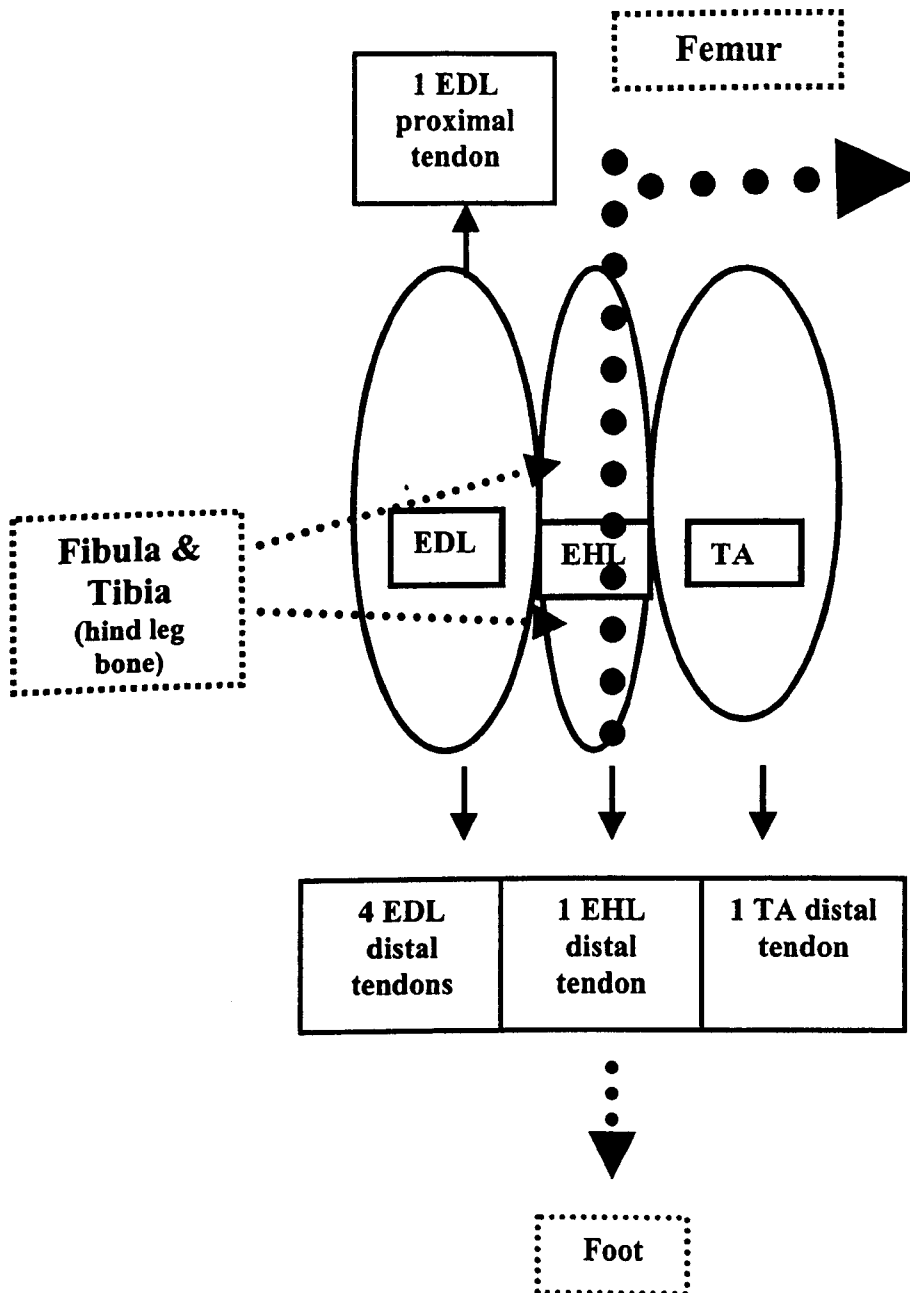 Femur
1 EDL
proximal
tendon
Fibula &
Tibia
(hind leg
bone)
EDL
EHL
TA
4 EDL
distal
tendons
1 EHL
distal
tendon
1 TA distal
tendon
Foot